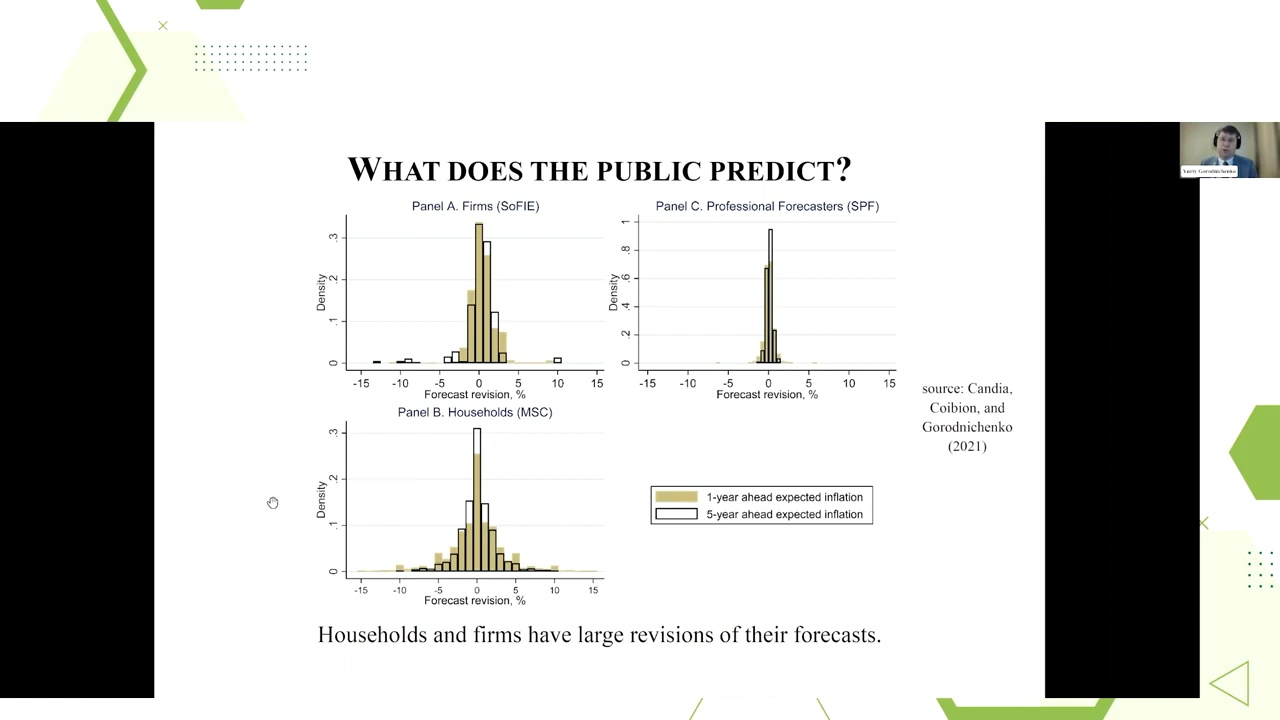 WHAT DOES THE PUBLIC PREDICT?
Yuriy Gorodnichenko
Panel A. Firms (SoFIE)
Density
.3
.2
.1
0
-15 -10 -5 0 5 10 15
Forecast revision, %
Panel C. Professional Forecasters (SPF)
Density
1
.8
.6
.4
.2
0
-15 -10 -5 0 5 10 15
Forecast revision, %
Panel B. Households (MSC)
Density
.3
.2
.1
0
-15 -10 -5 0 5 10 15
Forecast revision, %
1-year ahead expected inflation
5-year ahead expected inflation
source: Candia,
Coibion, and
Gorodnichenko
(2021)
Households and firms have large revisions of their forecasts.